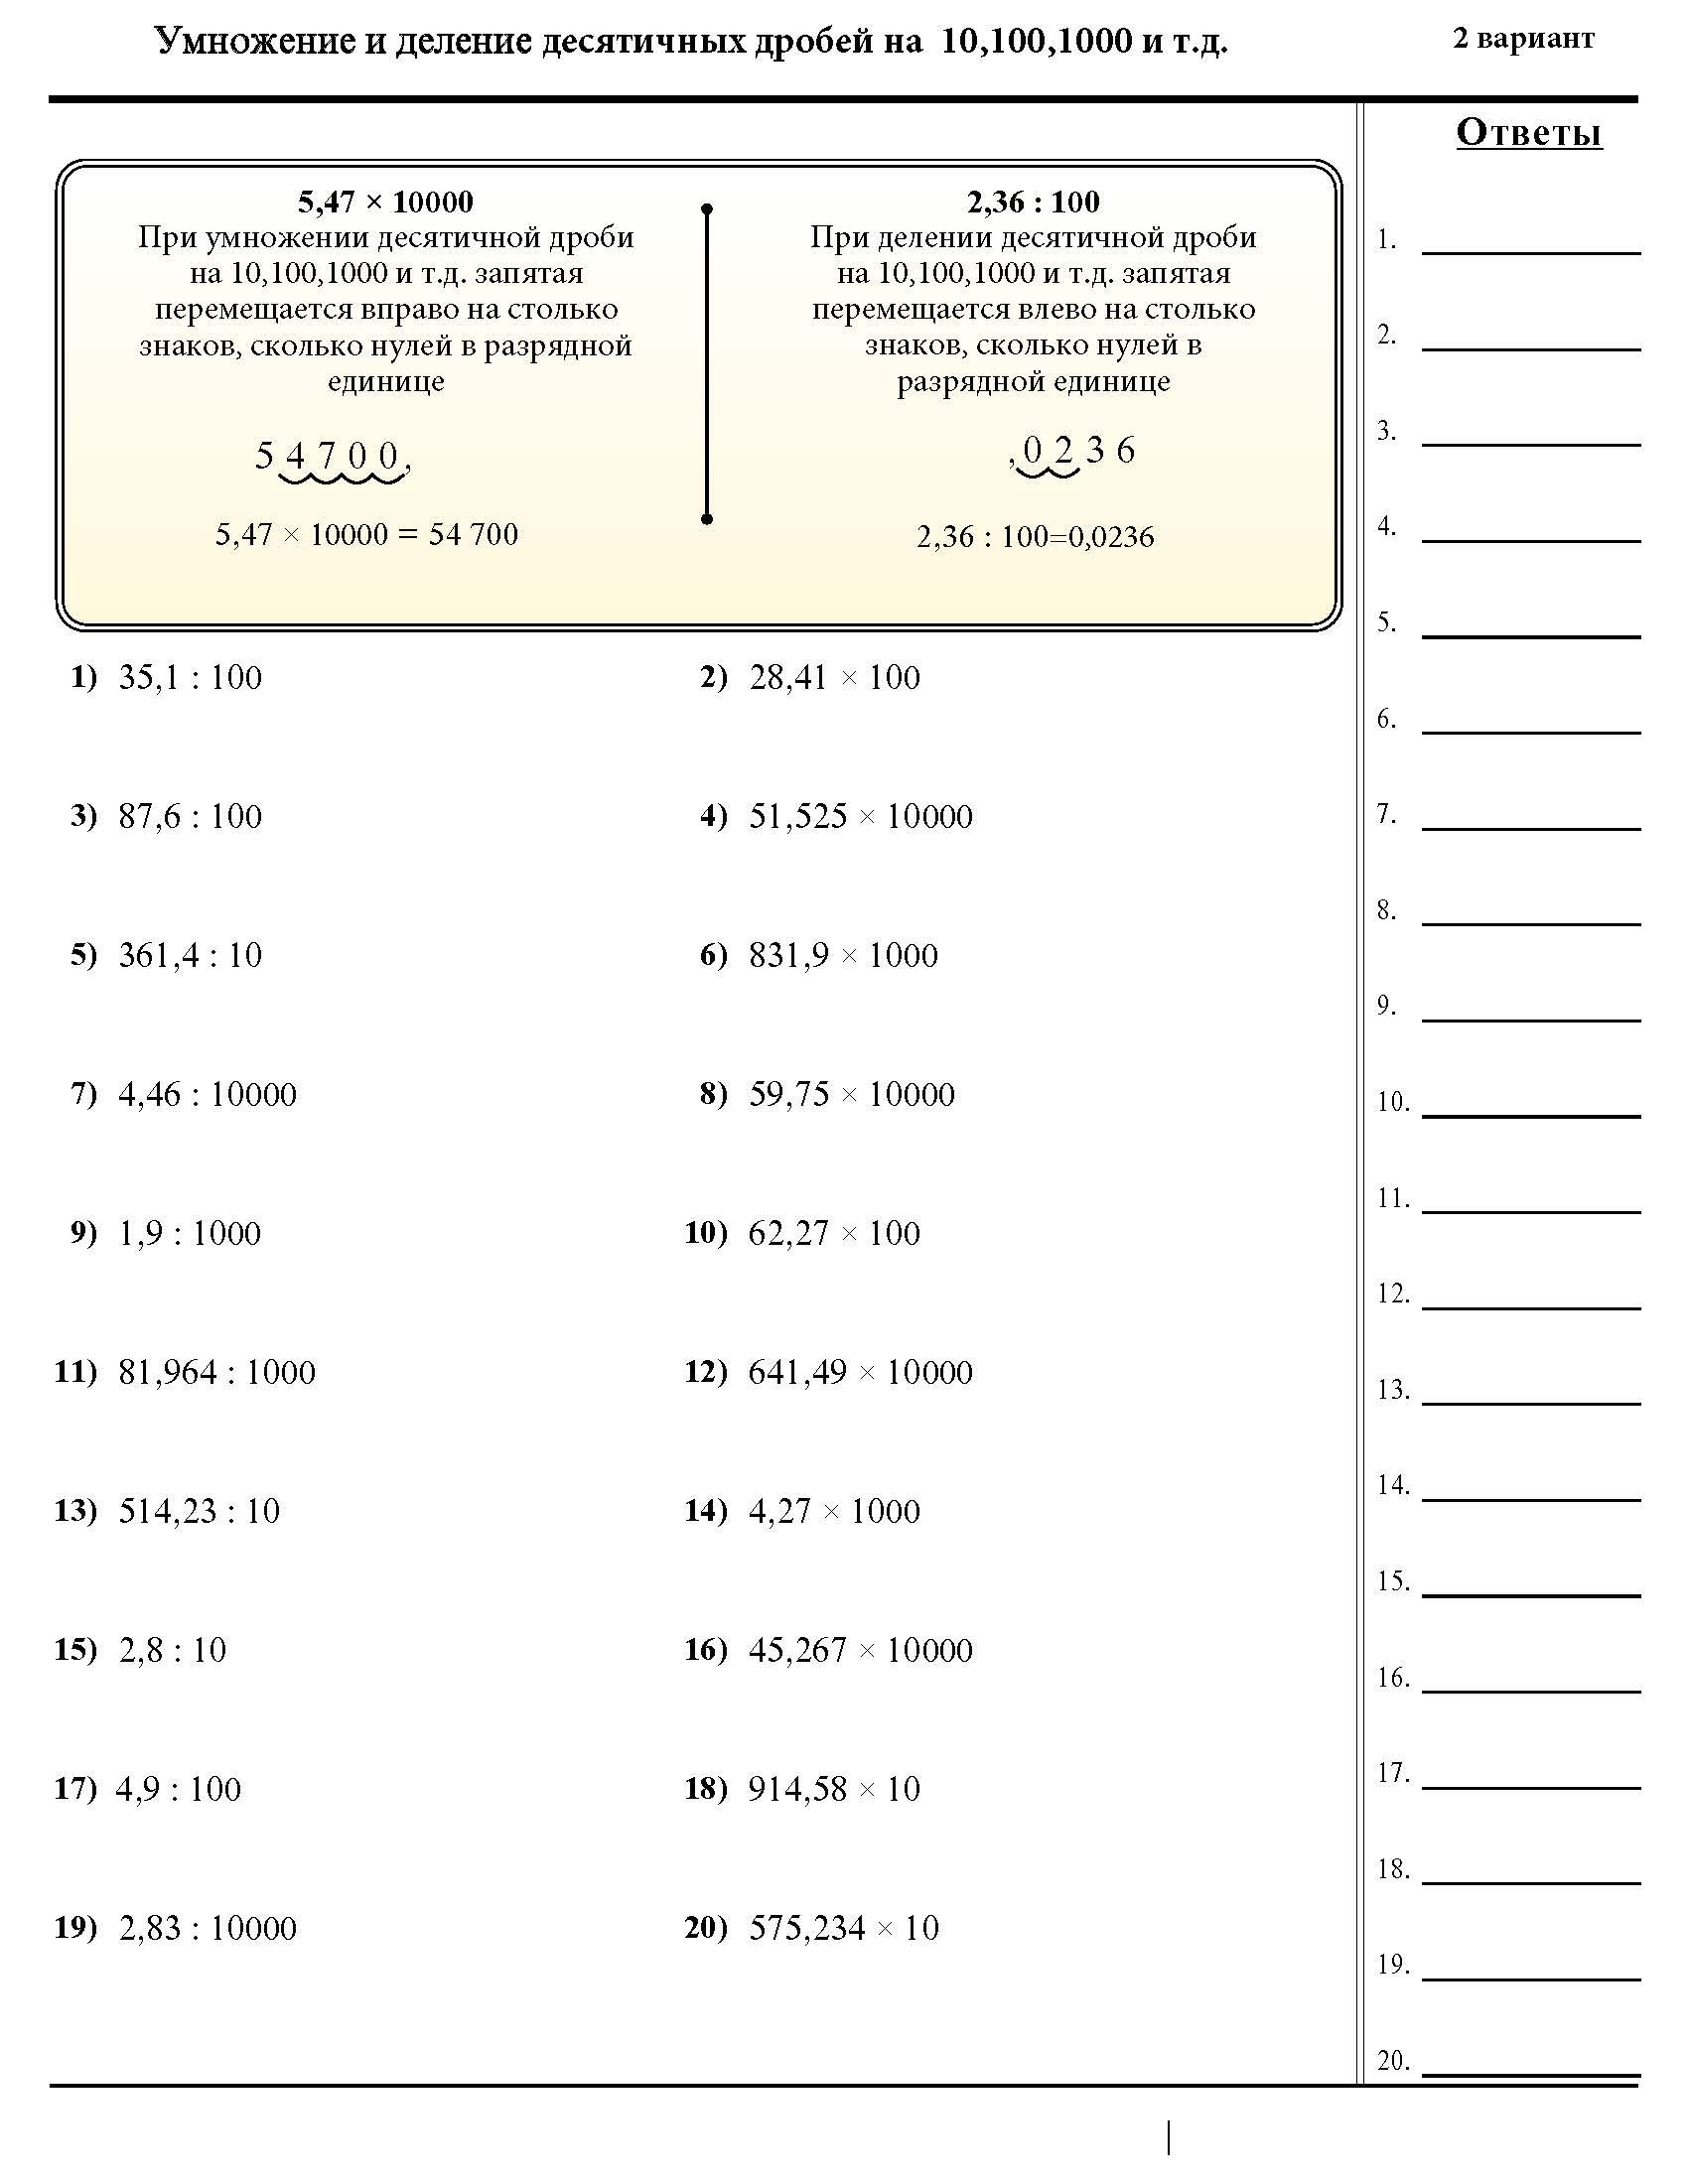 Умножение и деление десятичных дробей на 10,100,1000 и т.д.
2 вариант
Ответы
5,47 × 10000
При умножении десятичной дроби
на 10,100,1000 и т.д. запятая
перемещается вправо на столько
знаков, сколько нулей в разрядной
единице
5 4 7 0 0 ,
5,47 × 10000 = 54 700
2,36 : 100
При делении десятичной дроби
на 10,100,1000 и т.д. запятая
перемещается влево на столько
знаков, сколько нулей в
разрядной единице
, 0 2 3 6
2,36 : 100=0,0236
1) 35,1 : 100
2) 28,41 × 100
3) 87,6 : 100
4) 51,525 × 10000
5) 361,4 : 10
6) 831,9 × 1000
7) 4,46 : 10000
8) 59,75 × 10000
9) 1,9 : 1000
10) 62,27 × 100
11) 81,964 : 1000
12) 641,49 × 10000
13) 514,23 : 10
14) 4,27 × 1000
15) 2,8 : 10
16) 45,267 × 10000
17) 4,9 : 100
18) 914,58 × 10
19) 2,83 : 10000
20) 575,234 × 10
1.
2.
3.
4.
5.
6.
7.
8.
9.
10.
11.
12.
13.
14.
15.
16.
17.
18.
19.
20.